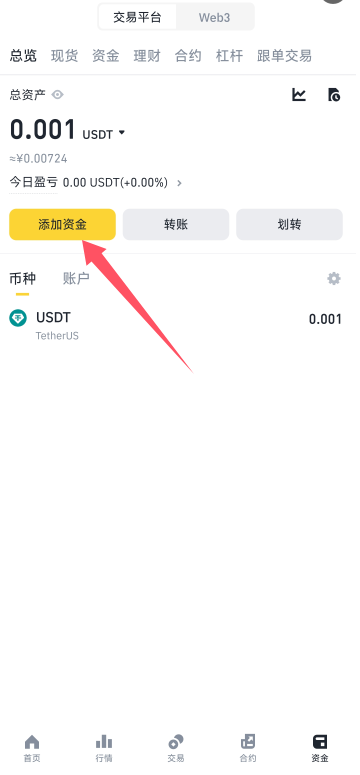 交易平台 Web3
总览 现货 资金 理财 合约 杠杆 跟单交易
总资产
0.001 USDT
≈¥0.00724
今日盈亏 0.00 USDT(+0.00%)
添加资金 转账 划转
币种 账户
USDT 0.001
TetherUS
首页 行情 交易 合约 资金